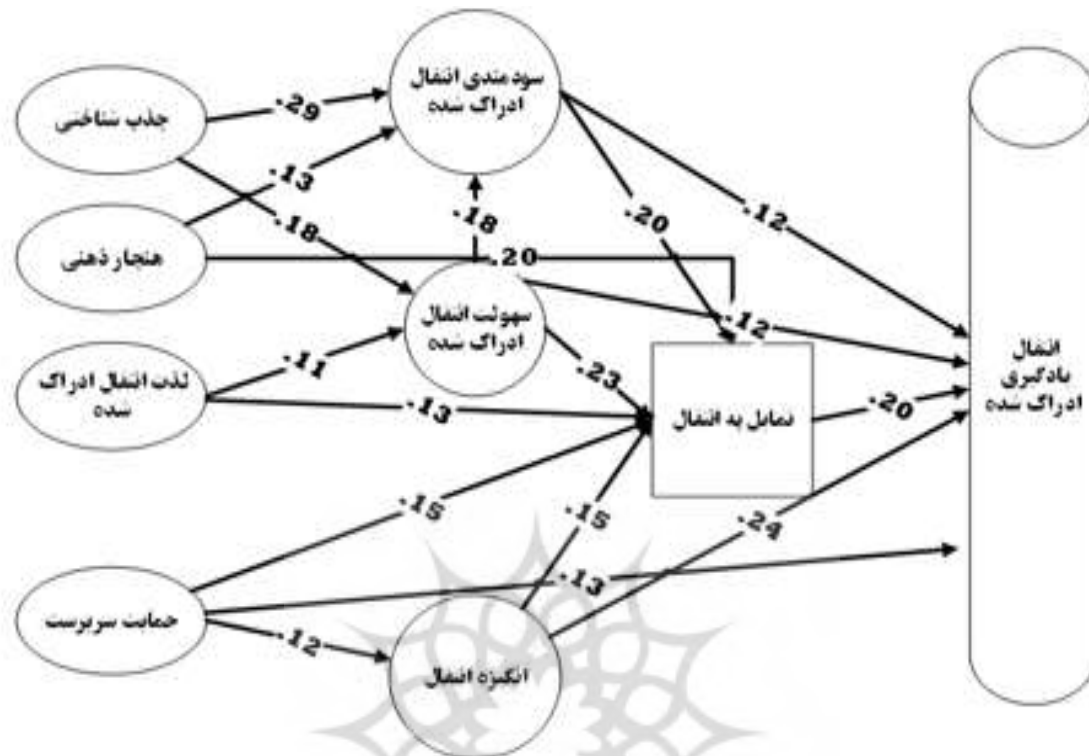 سودمندی انتقال
ادراک شده
جذب شناختی
.29
.13
.18
.18
.20
.12
هنجار ذهنی
.20
سهولت انتقال
ادراک شده
.12
انتقال
یادگیری
ادراک شده
لذت انتقال ادراک
شده
.11
.23
.13
تمایل به انتقال
.20
.15
.15
.24
.13
حمایت سرپرست
.12
انگیزه انتقال